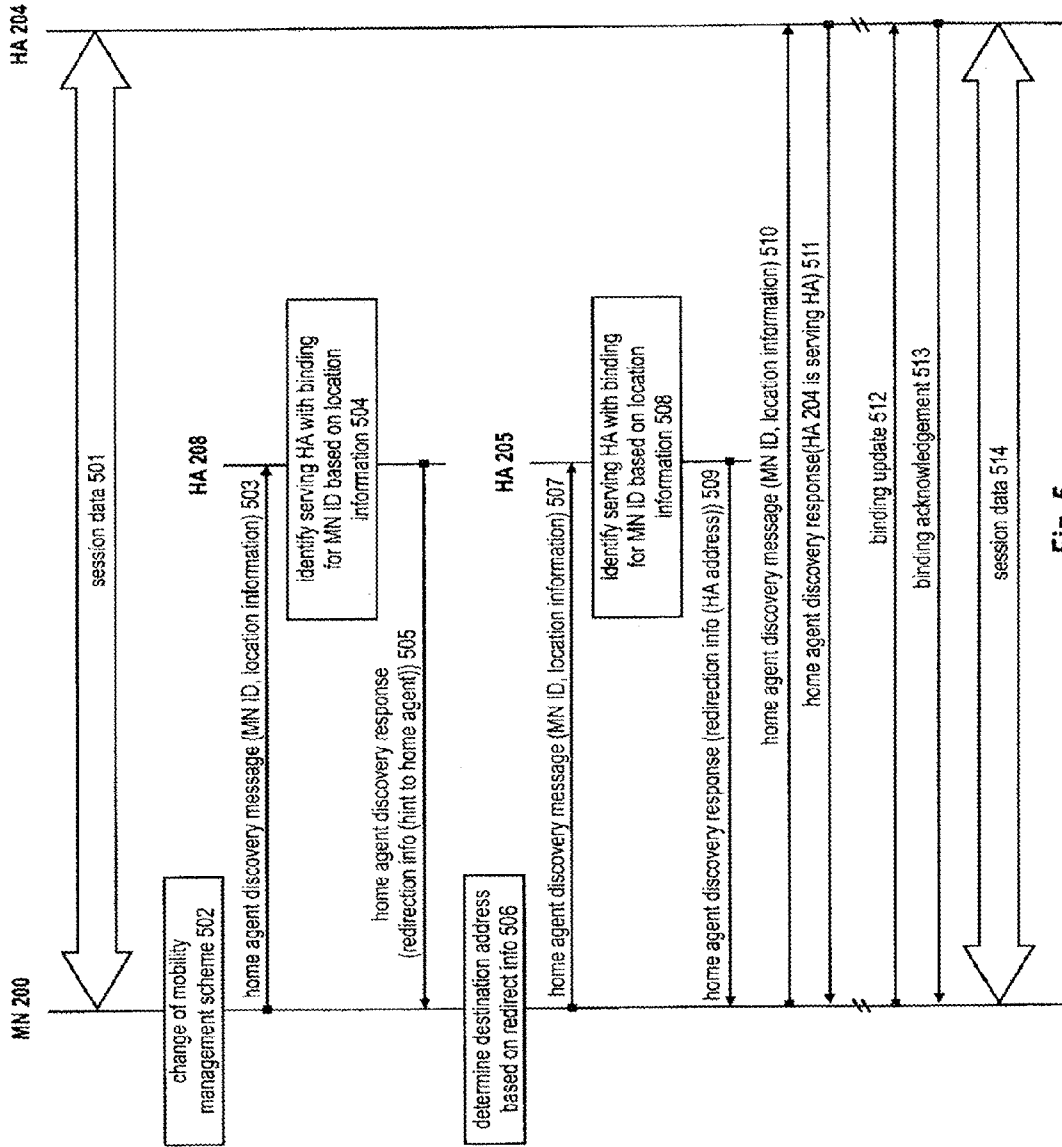 MN 200
HA 204
session data 501
change of mobility
management scheme 502
HA 208
home agent discovery message (MN ID, location information) 503
identify serving HA with binding
for MN ID based on location
information 504
home agent discovery response
(redirection info (hint to home agent)) 505
determine destination address
based on redirect info 506
HA 205
home agent discovery message (MN ID, location information) 507
identify serving HA with binding
for MN ID based on location
information 508
home agent discovery response (redirection info (HA address)) 509
home agent discovery message (MN ID, location information) 510
home agent discovery response(HA 204 is serving HA) 511
binding update 512
binding acknowledgement 513
session data 514